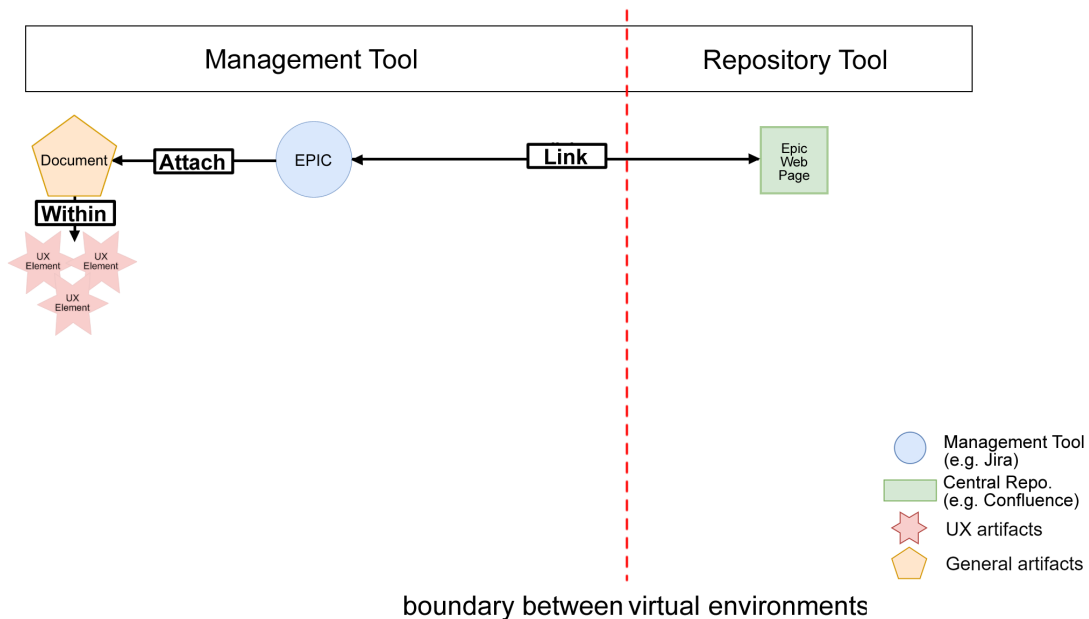 Management Tool
Repository Tool
Document
Attach
EPIC
Link
Epic
Web
Page
Within
UX
Element
UX
Element
UX
Element
Management Tool
(e.g. Jira)
Central Repo.
(e.g. Confluence)
UX artifacts
General artifacts
boundary between virtual environments